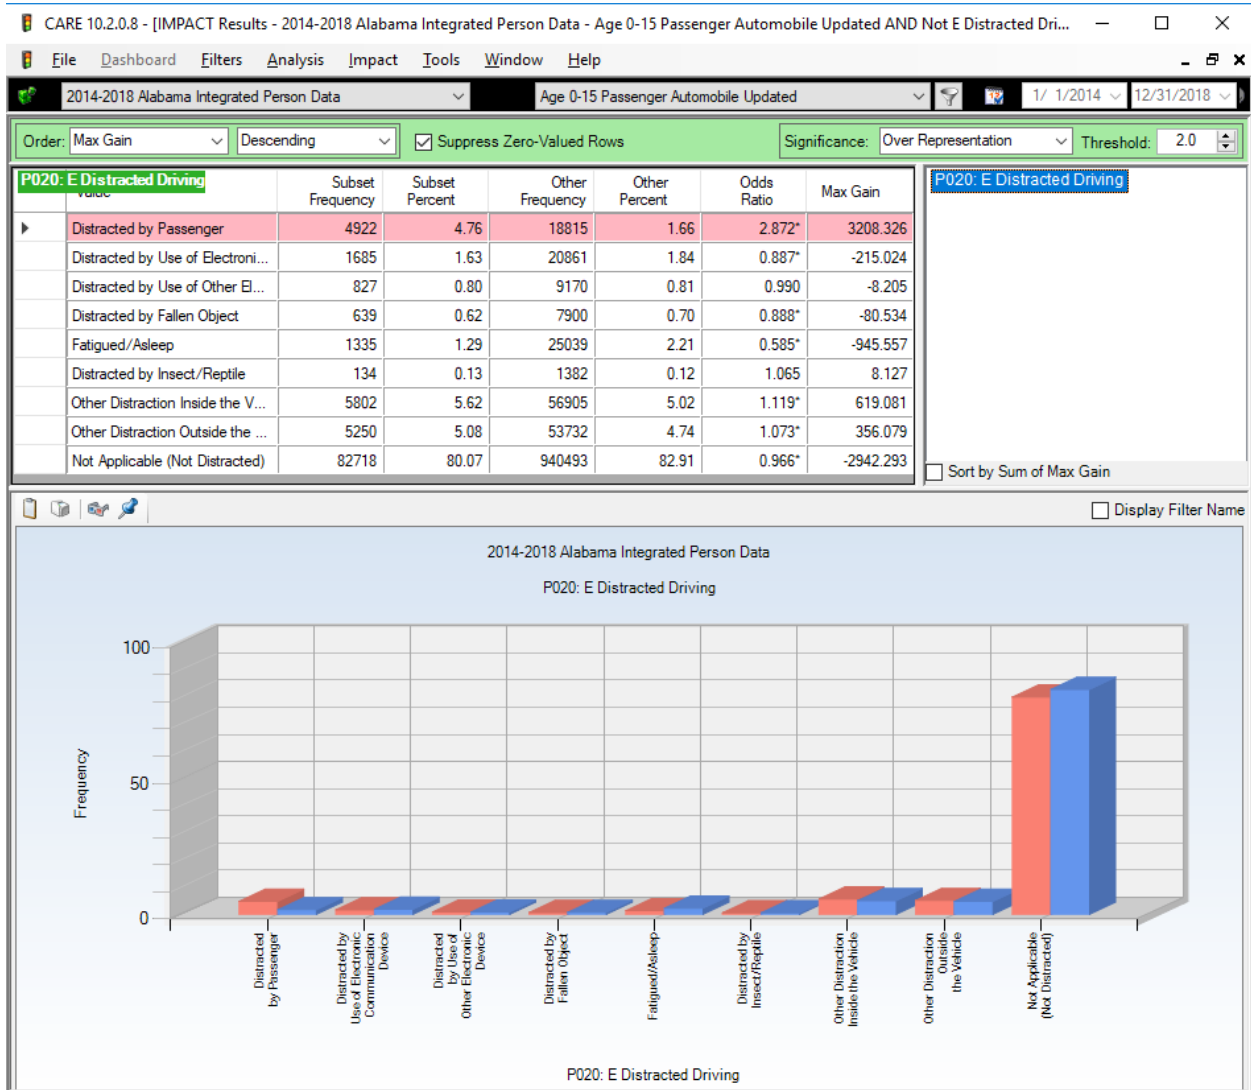 CARE 10.2.0.8 - [IMPACT Results - 2014-2018 Alabama Integrated Person Data - Age 0-15 Passenger Automobile Updated AND Not E Distracted Dri...
File Dashboard Filters Analysis Impact Tools Window Help
2014-2018 Alabama Integrated Person Data Age 0-15 Passenger Automobile Updated 1/ 1/2014 12/31/2018
Order: Max Gain Descending Suppress Zero-Valued Rows Significance: Over Representation Threshold: 2.0
P020: E Distracted Driving Subset Frequency Subset Percent Other Frequency Other Percent Odds Ratio Max Gain P020: E Distracted Driving
Distracted by Passenger 4922 4.76 18815 1.66 2.872* 3208.326
Distracted by Use of Electroni... 1685 1.63 20861 1.84 0.887* -215.024
Distracted by Use of Other El... 827 0.80 9170 0.81 0.990 -8.205
Distracted by Fallen Object 639 0.62 7900 0.70 0.888* -80.534
Fatigued/Asleep 1335 1.29 25039 2.21 0.585* -945.557
Distracted by Insect/Reptile 134 0.13 1382 0.12 1.065 8.127
Other Distraction Inside the V... 5802 5.62 56905 5.02 1.119* 619.081
Other Distraction Outside the ... 5250 5.08 53732 4.74 1.073* 356.079
Not Applicable (Not Distracted) 82718 80.07 940493 82.91 0.966* -2942.293
Sort by Sum of Max Gain
Display Filter Name
2014-2018 Alabama Integrated Person Data
P020: E Distracted Driving
100
50
0
Frequency
Distracted
by Passenger
Distracted by
Use of Electronic
Communication
Device
Distracted
by Use of
Other Electronic
Device
Distracted by
Fallen Object
Fatigued/Asleep
Distracted by
Insect/Reptile
Other Distraction
Inside the Vehicle
Other Distraction
Outside
the Vehicle
Not Applicable
(Not Distracted)
P020: E Distracted Driving